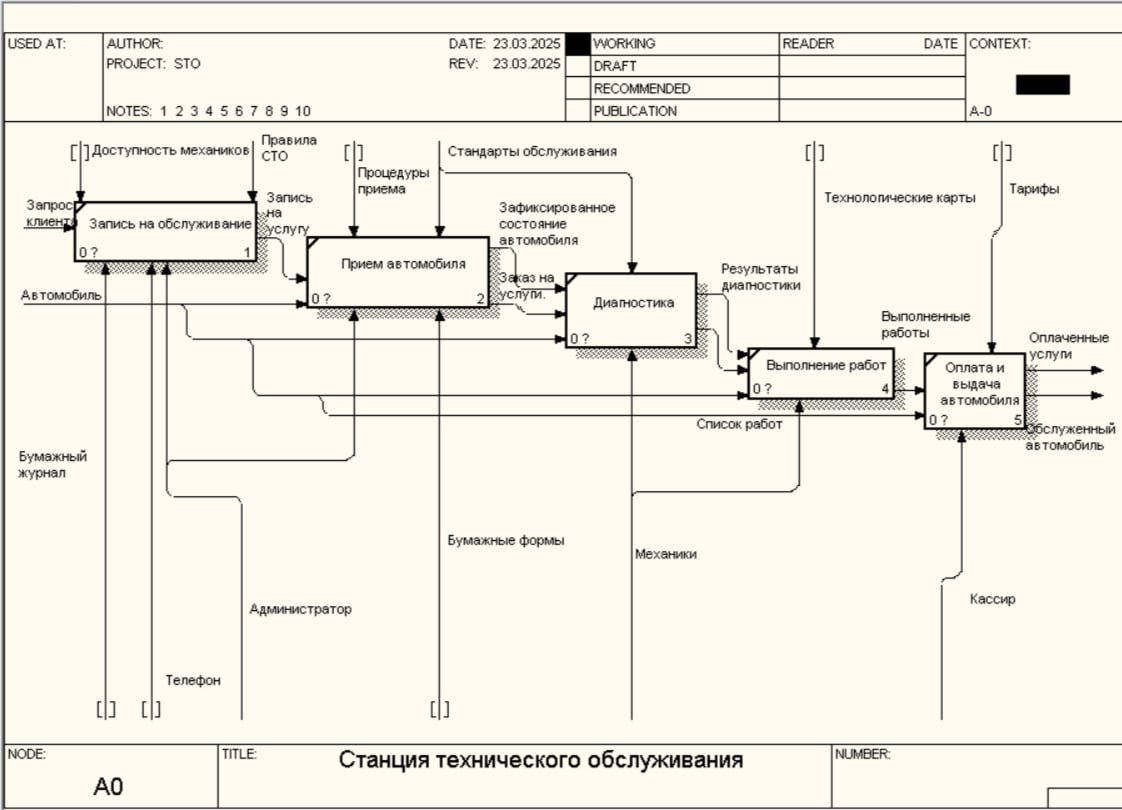 USED AT:
AUTHOR:
DATE: 23.03.2025
WORKING
READER
DATE
CONTEXT:
PROJECT: STO
REV: 23.03.2025
DRAFT
RECOMMENDED
NOTES: 1 2 3 4 5 6 7 8 9 10
PUBLICATION
A-0
Доступность механиков
Правила
СТО
Процедуры
приема
Стандарты обслуживания
Технологические карты
Тарифы
Запрос
клиента
Запись на обслуживание
0 ?
1
Запись
на
услугу
Прием автомобиля
0 ?
2
Зафиксированное
состояние
автомобиля
Заказ на
услуги.
Диагностика
0 ?
3
Результаты
диагностики
Автомобиль
Выполнение работ
0 ?
4
Выполненные
работы
Оплата и
выдача
автомобиля
0 ?
5
Оплаченные
услуги
Обслуженный
автомобиль
Список работ
Бумажный
журнал
Бумажные формы
Механики
Администратор
Кассир
Телефон
NODE:
A0
TITLE:
Станция технического обслуживания
NUMBER: